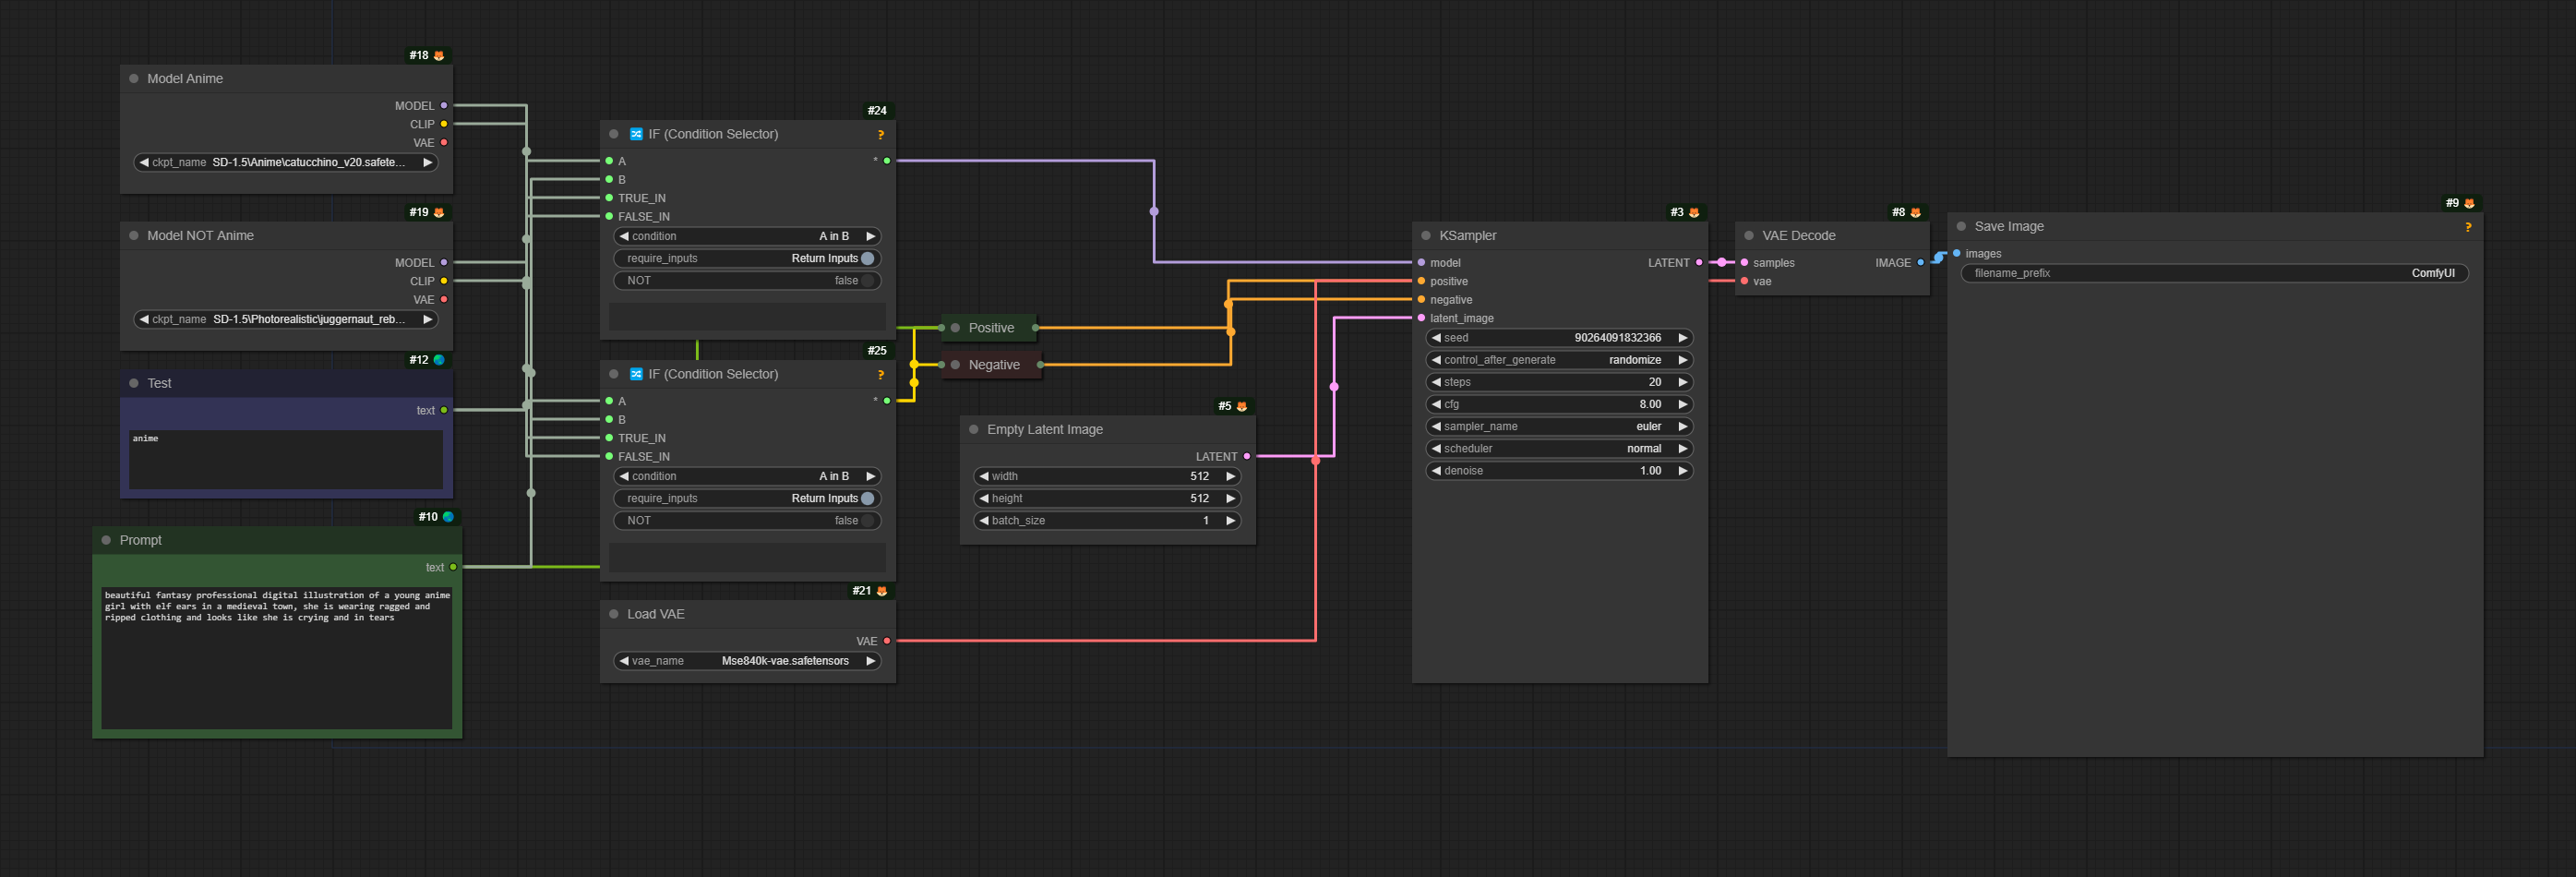 #18
Model Anime
MODEL
CLIP
VAE
ckpt_name SD-1.5\Anime\catucchino_v20.safete...
#19
Model NOT Anime
MODEL
CLIP
VAE
ckpt_name SD-1.5\Photorealistic\juggernaut_reb...
#12
Test
text
anime
#10
Prompt
text
beautiful fantasy professional digital illustration of a young anime
girl with elf ears in a medieval town, she is wearing ragged and
ripped clothing and looks like she is crying and in tears
#24
IF (Condition Selector) ?
A *
B
TRUE_IN
FALSE_IN
condition A in B
require_inputs Return Inputs
NOT false
#25
IF (Condition Selector) ?
A *
B
TRUE_IN
FALSE_IN
condition A in B
require_inputs Return Inputs
NOT false
#21
Load VAE
VAE
vae_name Mse840k-vae.safetensors
Positive
Negative
#5
Empty Latent Image
LATENT
width 512
height 512
batch_size 1
#3
KSampler
model LATENT
positive
negative
latent_image
seed 90264091832366
control_after_generate randomize
steps 20
cfg 8.00
sampler_name euler
scheduler normal
denoise 1.00
#8
VAE Decode
samples IMAGE
vae
#9
Save Image ?
images
filename_prefix ComfyUI